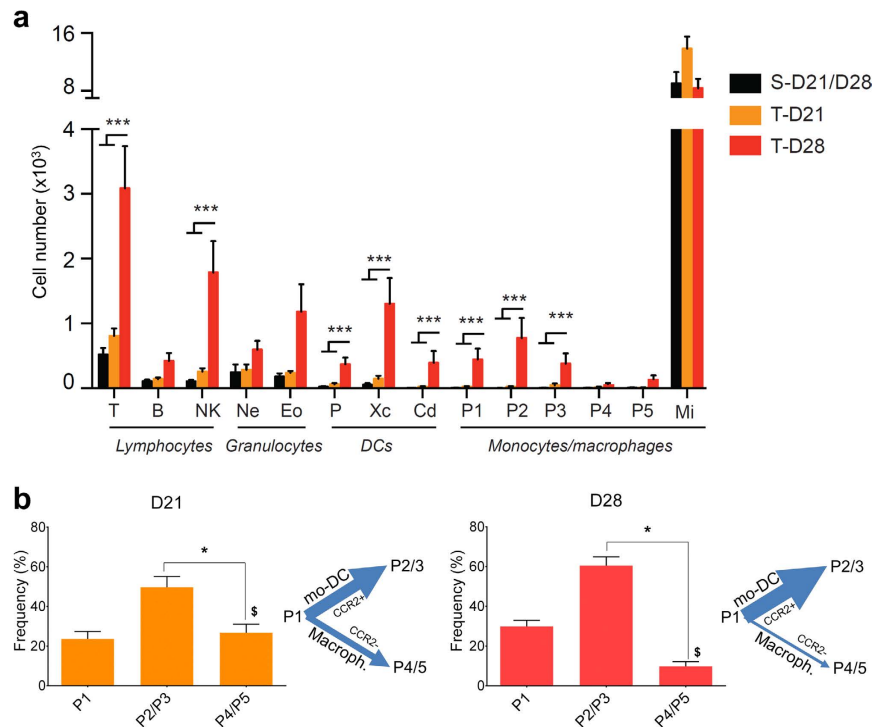 a
16
8
4
3
2
1
0
Cell number (x10³)
***
***
***
***
***
***
***
***
S-D21/D28
T-D21
T-D28
T B NK Ne Eo P Xc Cd P1 P2 P3 P4 P5 Mi
Lymphocytes Granulocytes DCs Monocytes/macrophages
b
D21
Frequency (%)
80
60
40
20
0
*
$
P1 P2/P3 P4/P5
P1
mo-DC
CCR2+
P2/3
CCR2-
Macroph.
P4/5
D28
Frequency (%)
80
60
40
20
0
*
$
P1 P2/P3 P4/P5
P1
mo-DC
CCR2+
P2/3
CCR2-
Macroph.
P4/5